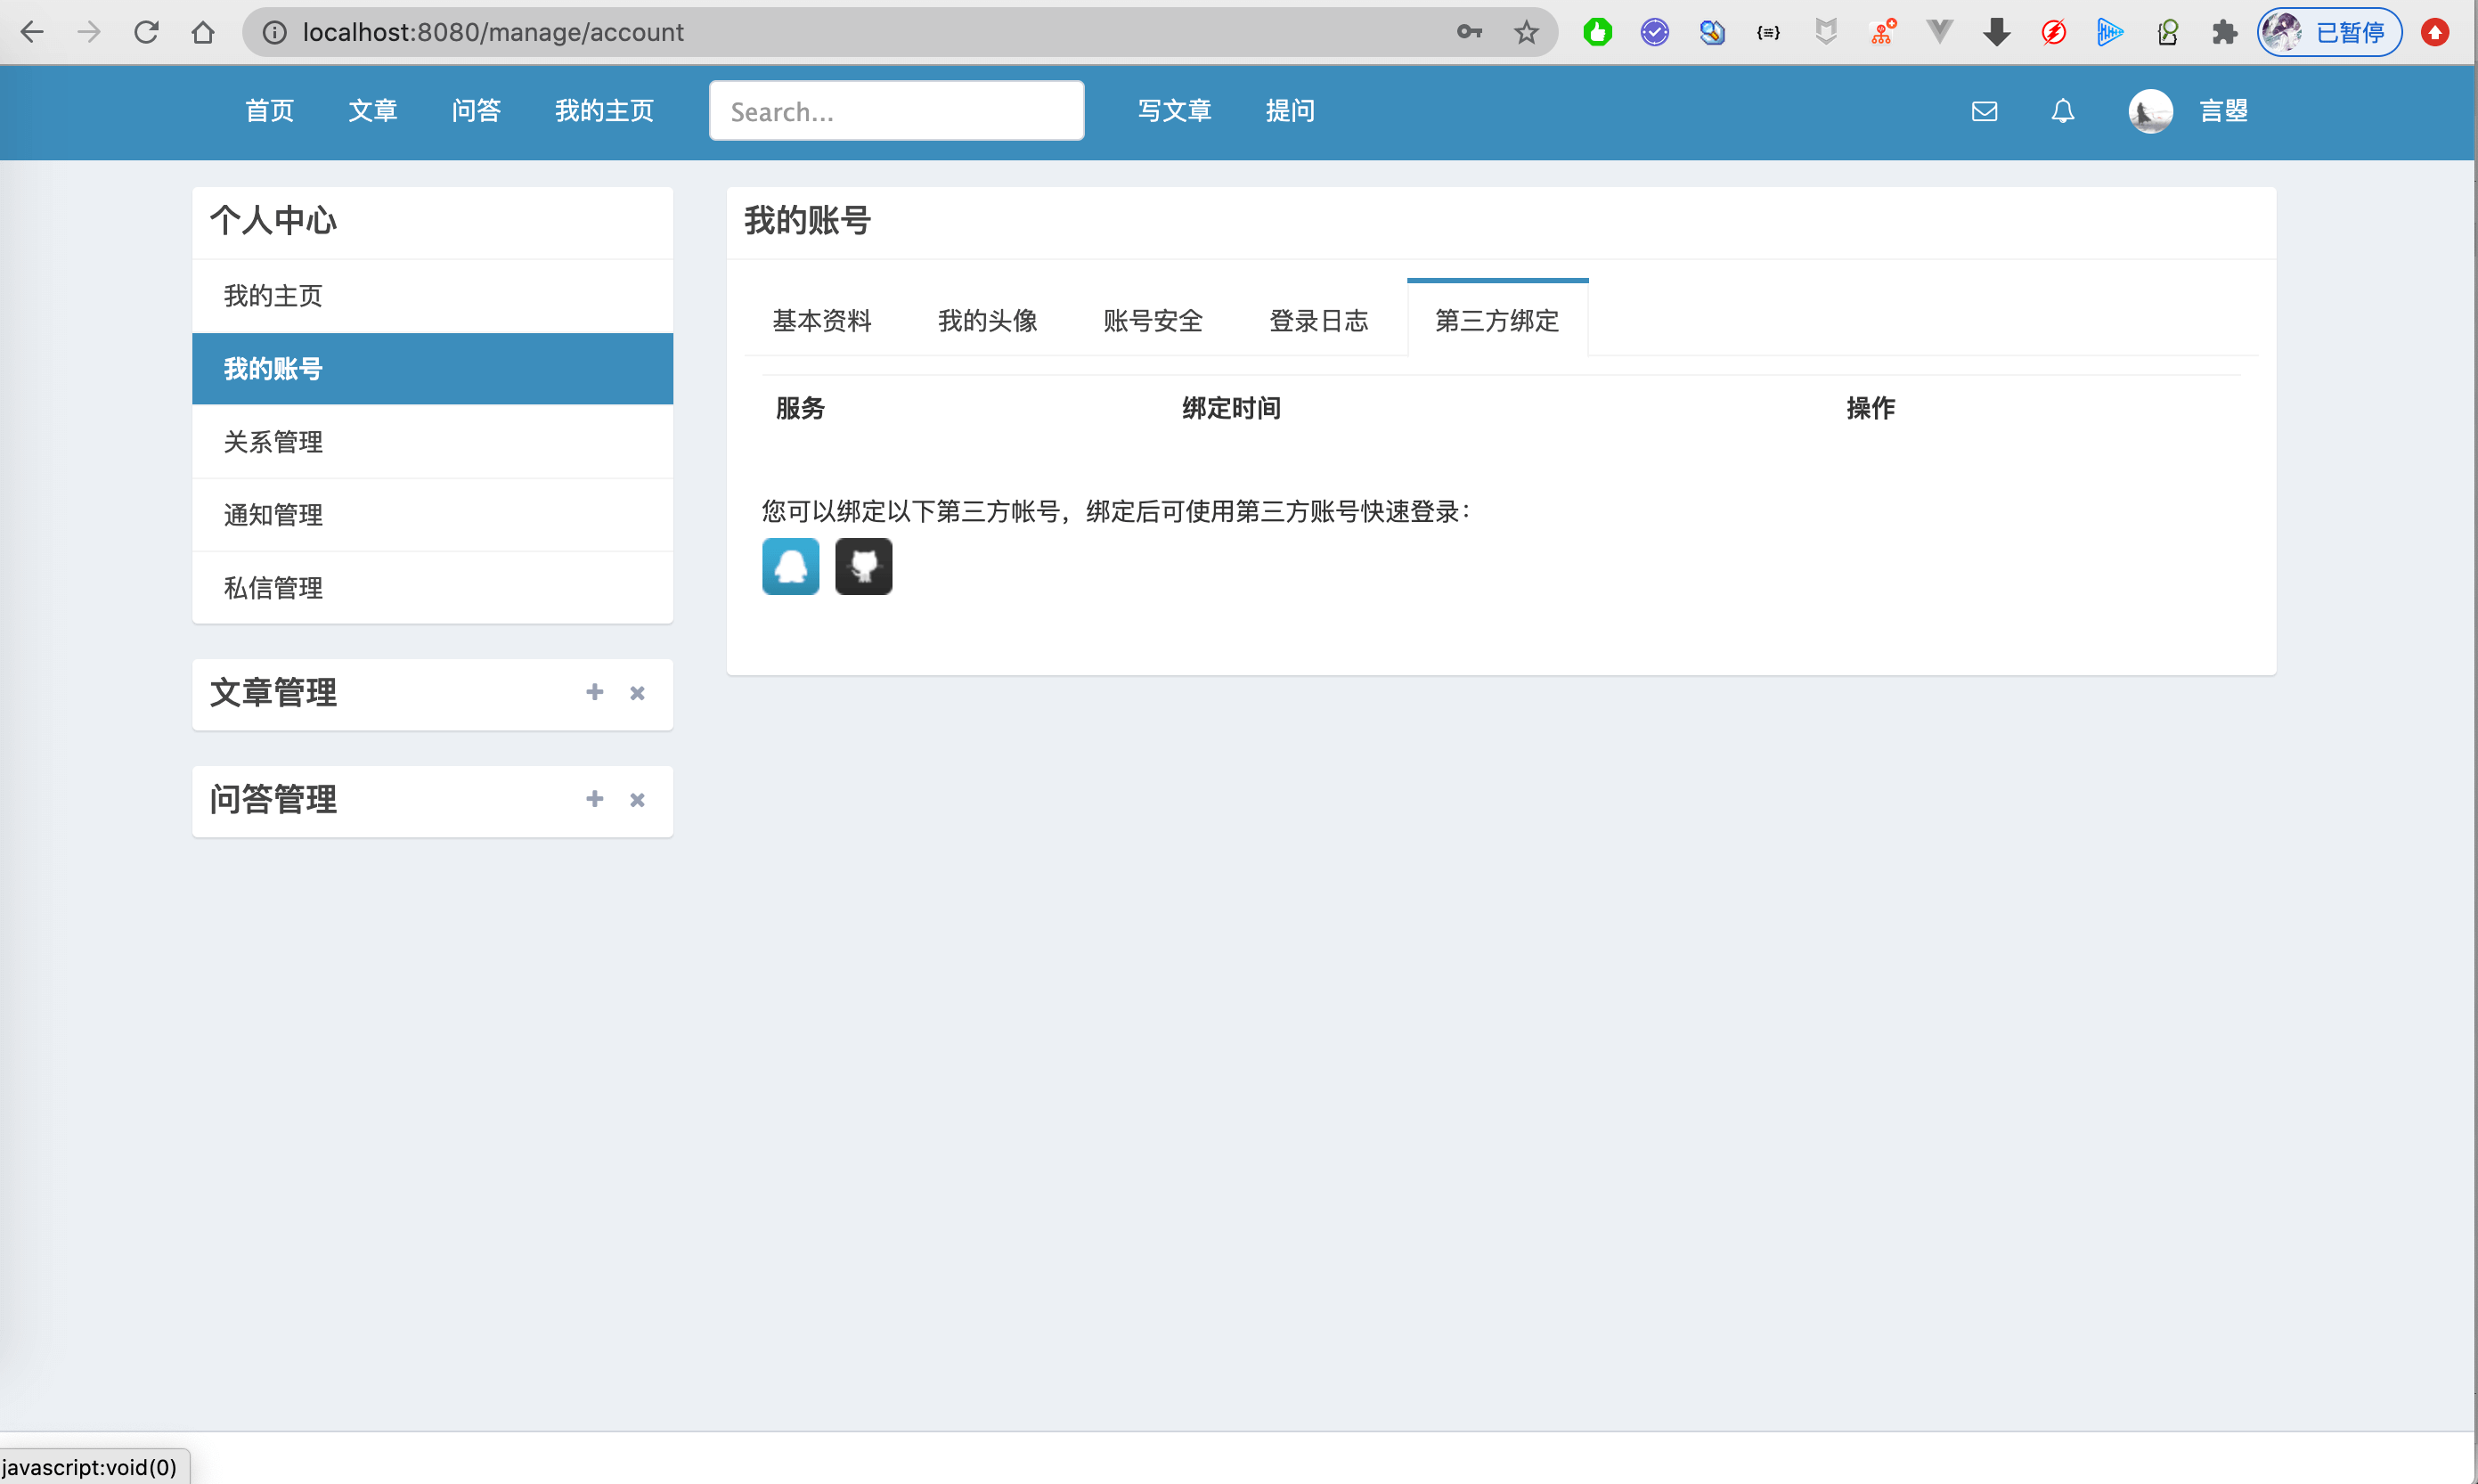 localhost:8080/manage/account
已暂停
首页 文章 问答 我的主页 Search... 写文章 提问 言曌
个人中心
我的主页
我的账号
关系管理
通知管理
私信管理
文章管理
问答管理
我的账号
基本资料 我的头像 账号安全 登录日志 第三方绑定
服务 绑定时间 操作
您可以绑定以下第三方帐号，绑定后可使用第三方账号快速登录：
javascript:void(0)